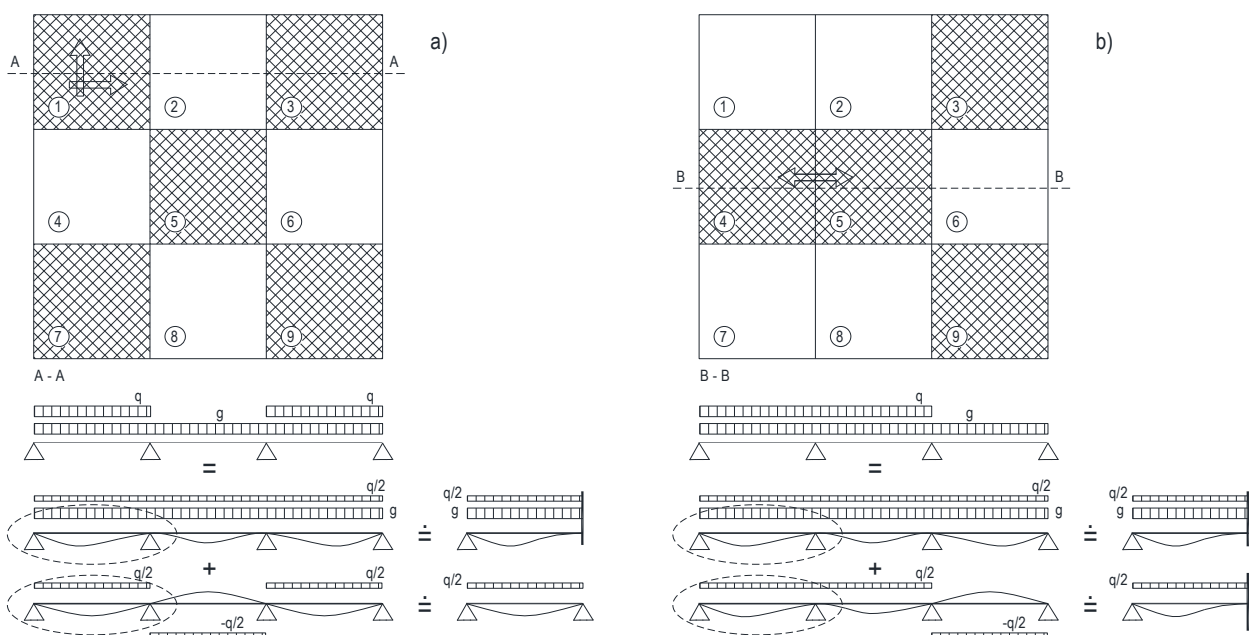 a)
A A
1 2 3
4 5 6
7 8 9
A - A
q g q
=
q/2 q/2
g g
≐
+
q/2 q/2 q/2
≐
-q/2
b)
1 2 3
B B
4 5 6
7 8 9
B - B
q g
=
q/2 q/2
g g
≐
+
q/2 q/2
≐
-q/2